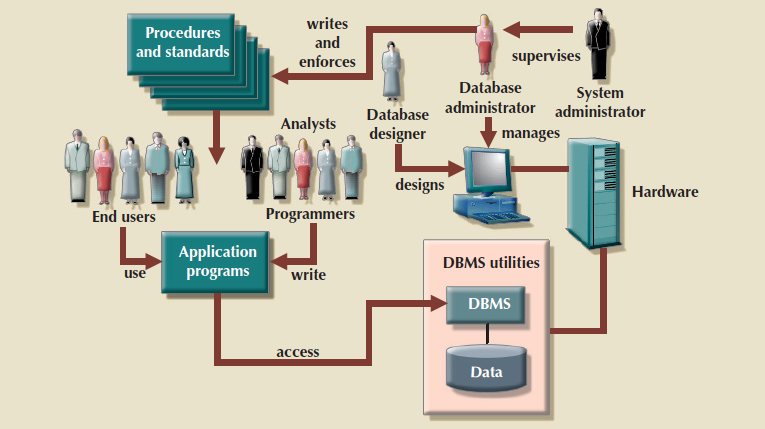 Procedures
and standards
writes
and
enforces
supervises
Database
administrator
System
administrator
Database
designer
manages
Analysts
designs
Hardware
End users
Programmers
Application
programs
use
write
DBMS utilities
DBMS
access
Data